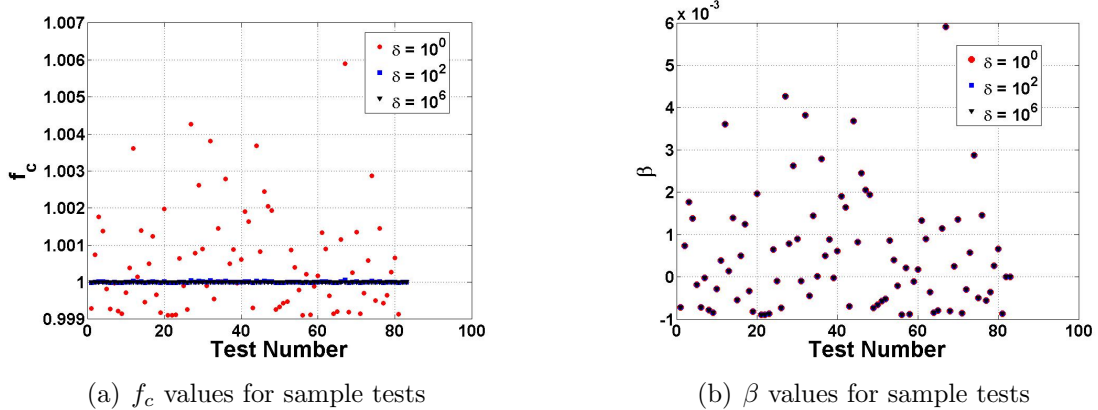 1.007
1.006
1.005
1.004
1.003
1.002
1.001
1
0.999
f_c
δ = 10^0
δ = 10^2
δ = 10^6
0
20
40
60
80
100
Test Number
(a) f_c values for sample tests
6 x 10^-3
5
4
3
2
1
0
-1
β
δ = 10^0
δ = 10^2
δ = 10^6
0
20
40
60
80
100
Test Number
(b) β values for sample tests